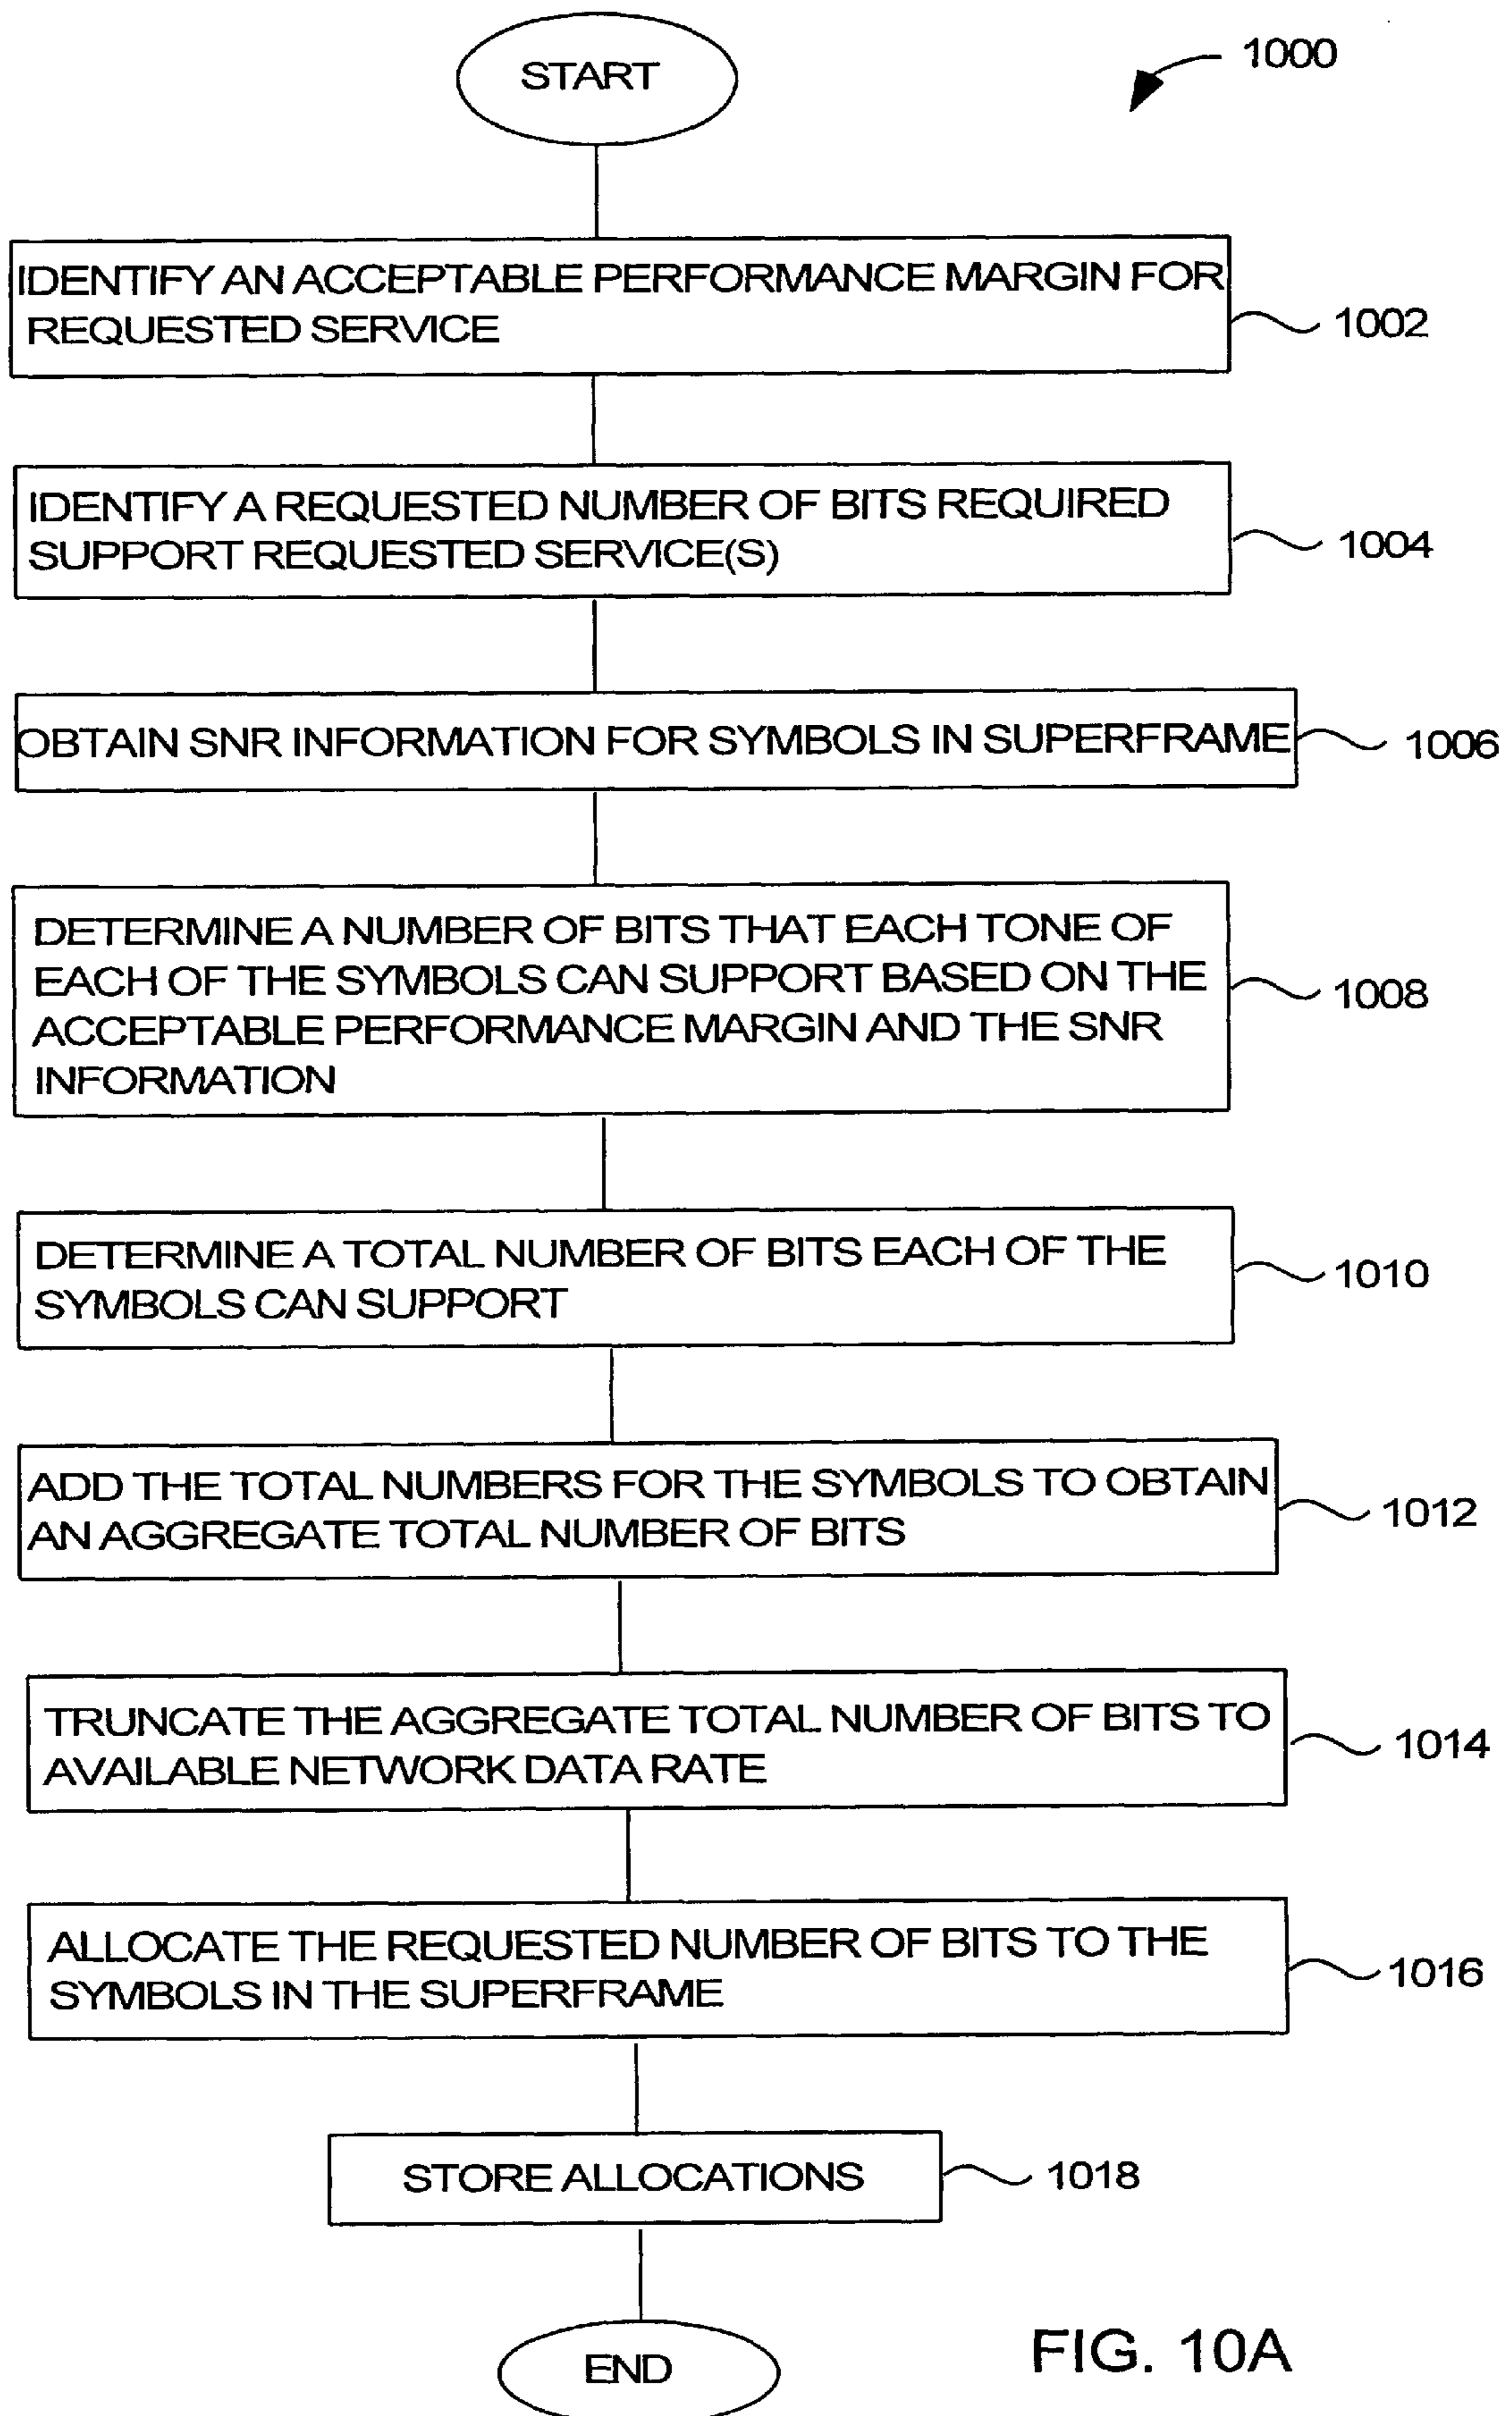 START
1000
IDENTIFY AN ACCEPTABLE PERFORMANCE MARGIN FOR
REQUESTED SERVICE
1002
IDENTIFY A REQUESTED NUMBER OF BITS REQUIRED
SUPPORT REQUESTED SERVICE(S)
1004
OBTAIN SNR INFORMATION FOR SYMBOLS IN SUPERFRAME
1006
DETERMINE A NUMBER OF BITS THAT EACH TONE OF
EACH OF THE SYMBOLS CAN SUPPORT BASED ON THE
ACCEPTABLE PERFORMANCE MARGIN AND THE SNR
INFORMATION
1008
DETERMINE A TOTAL NUMBER OF BITS EACH OF THE
SYMBOLS CAN SUPPORT
1010
ADD THE TOTAL NUMBERS FOR THE SYMBOLS TO OBTAIN
AN AGGREGATE TOTAL NUMBER OF BITS
1012
TRUNCATE THE AGGREGATE TOTAL NUMBER OF BITS TO
AVAILABLE NETWORK DATA RATE
1014
ALLOCATE THE REQUESTED NUMBER OF BITS TO THE
SYMBOLS IN THE SUPERFRAME
1016
STORE ALLOCATIONS
1018
END
FIG. 10A